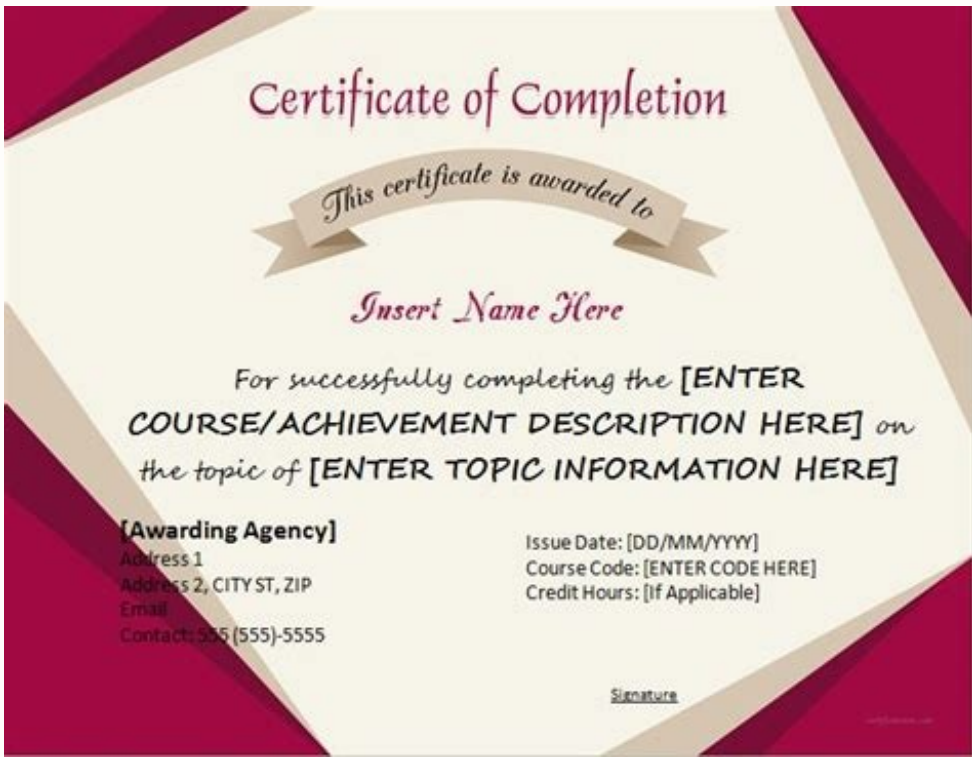 Certificate of Completion
This certificate is awarded to
Insert Name Here
For successfully completing the [ENTER
COURSE/ACHIEVEMENT DESCRIPTION HERE] on
the topic of [ENTER TOPIC INFORMATION HERE]
[Awarding Agency]
Address 1
Address 2, CITY ST, ZIP
Email
Contact: 555 (555)-5555
Issue Date: [DD/MM/YYYY]
Course Code: [ENTER CODE HERE]
Credit Hours: [If Applicable]
Signature